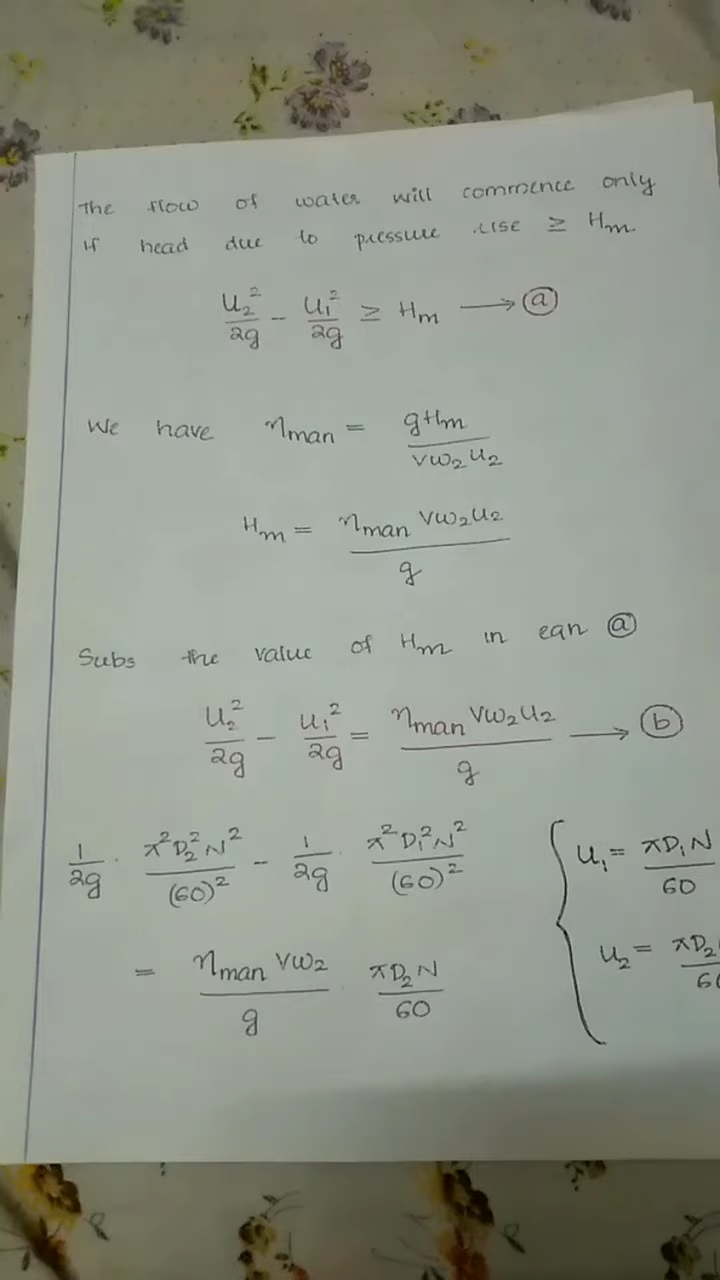 The flow of water will commence only
if head due to pressure rise ≥ Hm
U₂²/2g - U₁²/2g ≥ Hm → ⓐ
We have ηman = gHm/Vw₂U₂
Hm = ηman Vw₂U₂/g
Subs the value of Hm in eqn ⓐ
U₂²/2g - U₁²/2g = ηman Vw₂U₂/g → ⓑ
1/2g · π²D₂²N²/(60)² - 1/2g · π²D₁²N²/(60)² { U₁ = πD₁N/60
= ηman Vw₂/g πD₂N/60 U₂ = πD₂